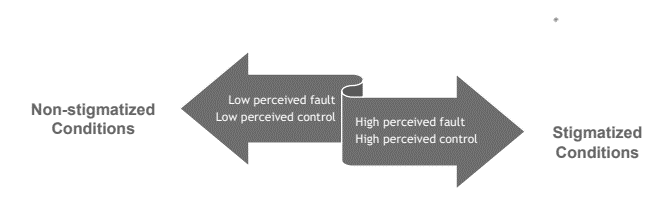 Non-stigmatized
Conditions
Low perceived fault
Low perceived control
High perceived fault
High perceived control
Stigmatized
Conditions